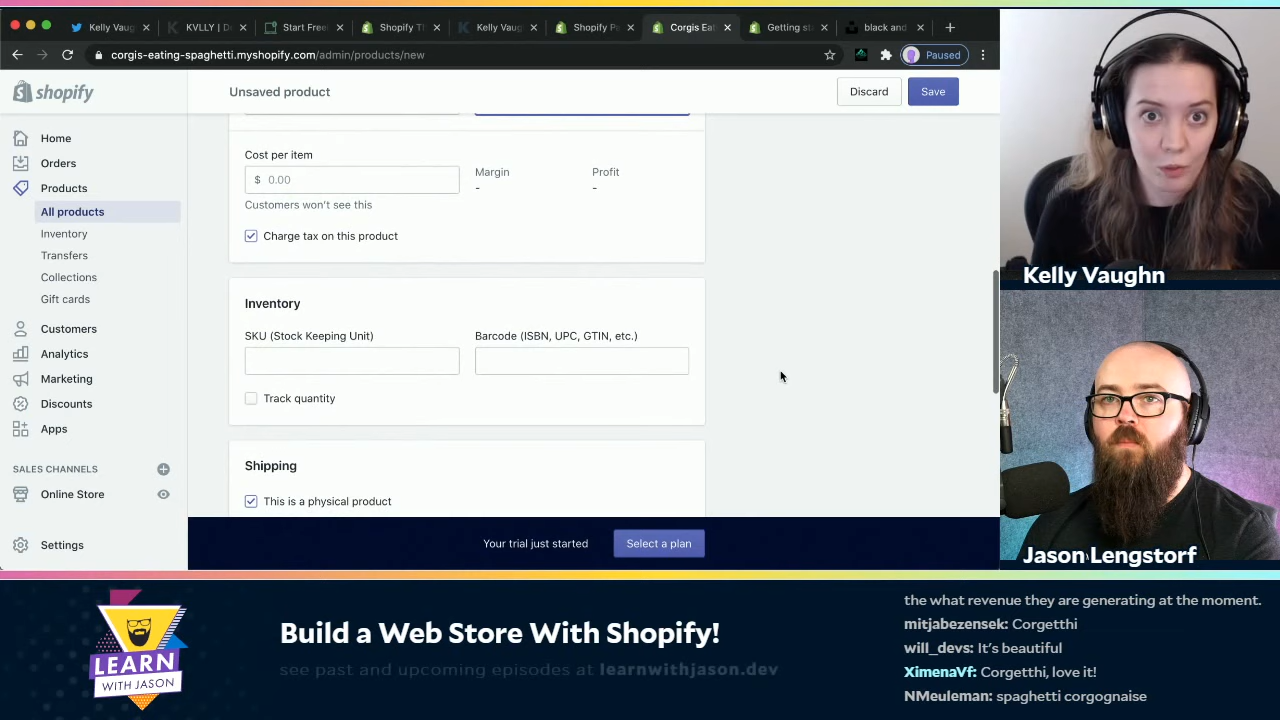 Kelly Vaug
KVLLY | D
Start Free
Shopify Th
Kelly Vaug
Shopify P
Corgis Ea
Getting st
black and
corgis-eating-spaghetti.myshopify.com/admin/products/new
Paused
shopify
Unsaved product
Discard
Save
Home
Orders
Products
All products
Inventory
Transfers
Collections
Gift cards
Customers
Analytics
Marketing
Discounts
Apps
SALES CHANNELS
Online Store
Settings
Cost per item
$ 0.00
Margin
-
Profit
-
Customers won't see this
Charge tax on this product
Inventory
SKU (Stock Keeping Unit)
Barcode (ISBN, UPC, GTIN, etc.)
Track quantity
Shipping
This is a physical product
Your trial just started
Select a plan
Kelly Vaughn
Jason Lengstorf
LEARN
WITH JASON
Build a Web Store With Shopify!
see past and upcoming episodes at learnwithjason.dev
the what revenue they are generating at the moment.
mitjabezensek: Corgetthi
will_devs: It's beautiful
XimenaVf: Corgetthi, love it!
NMeuleman: spaghetti corgognaise